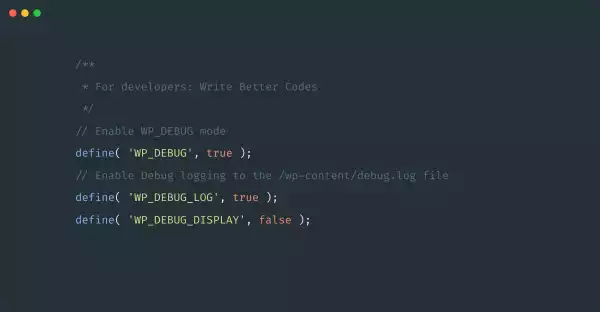 /**
* For developers: Write Better Codes
*/
// Enable WP_DEBUG mode
define( 'WP_DEBUG', true );
// Enable Debug logging to the /wp-content/debug.log file
define( 'WP_DEBUG_LOG', true );
define( 'WP_DEBUG_DISPLAY', false );